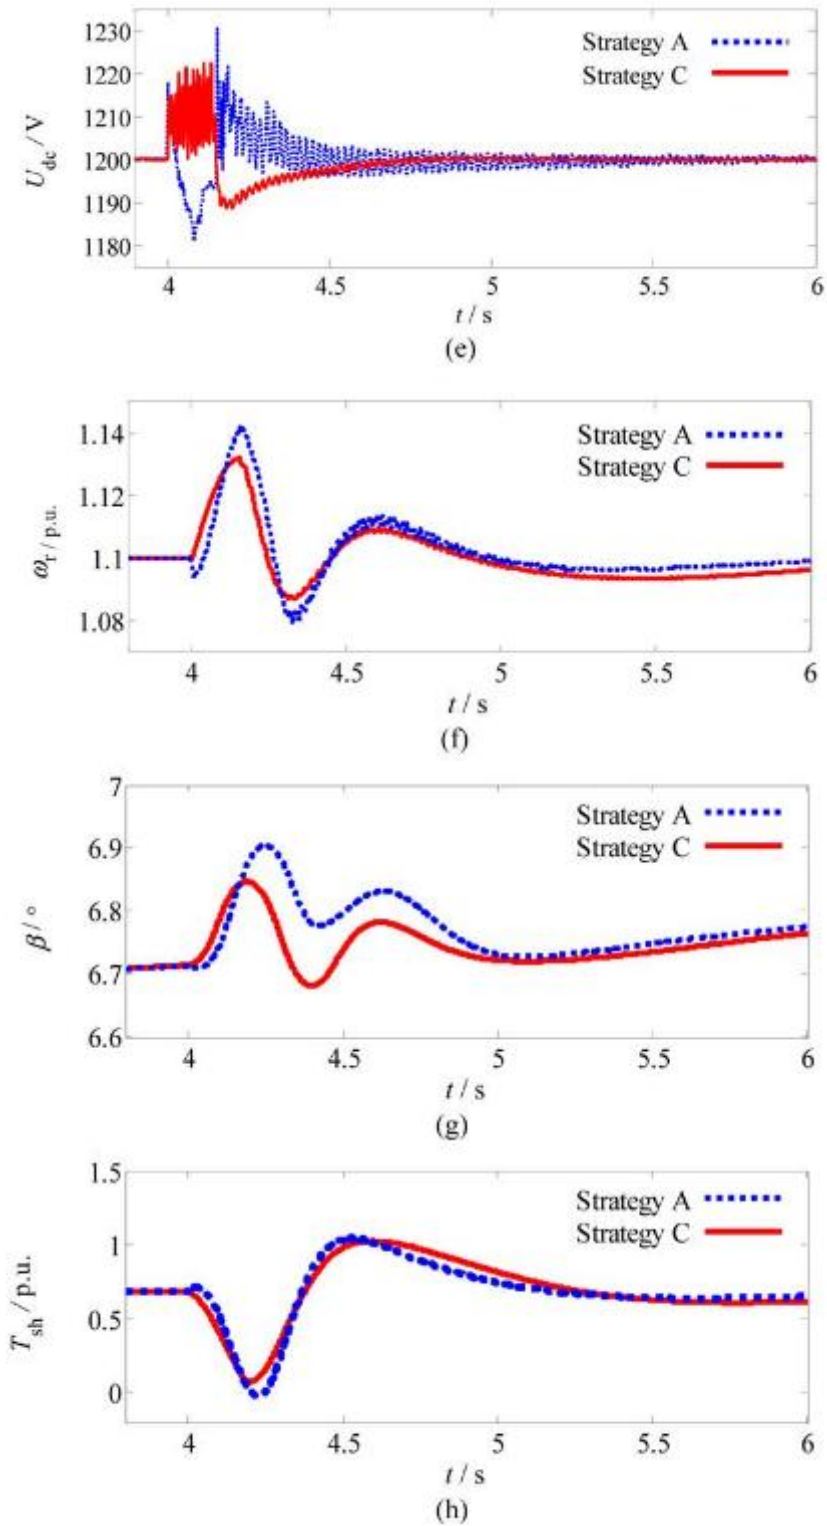 1230
1220
1210
1200
1190
1180
U_dc / V
Strategy A
Strategy C
4 4.5 5 5.5 6
t / s
(e)
1.14
1.12
1.1
1.08
ω_r / p.u.
Strategy A
Strategy C
4 4.5 5 5.5 6
t / s
(f)
7
6.9
6.8
6.7
6.6
β / °
Strategy A
Strategy C
4 4.5 5 5.5 6
t / s
(g)
1.5
1
0.5
0
T_sh / p.u.
Strategy A
Strategy C
4 4.5 5 5.5 6
t / s
(h)